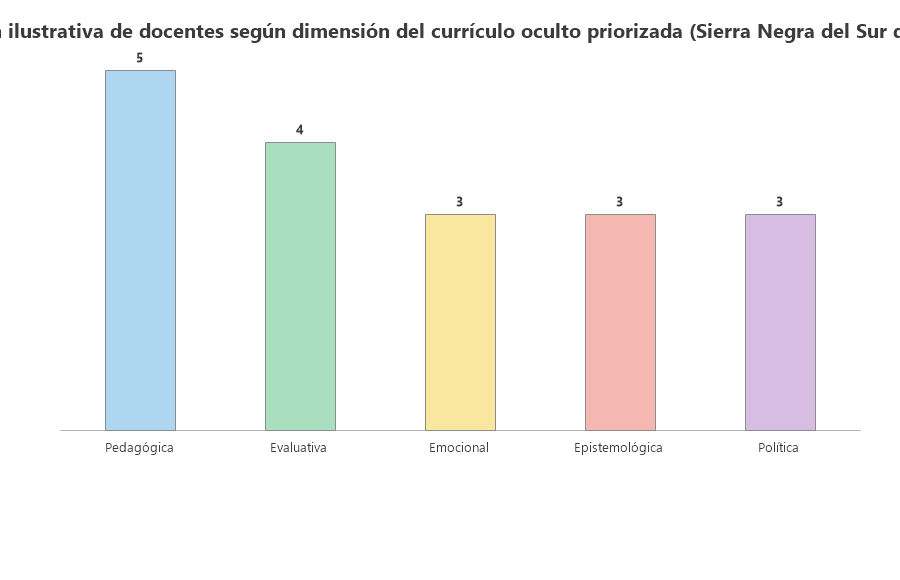 ilustrativa de docentes según dimensión del currículo oculto priorizada (Sierra Negra del Sur
5
4
3
3
3
Pedagógica
Evaluativa
Emocional
Epistemológica
Política